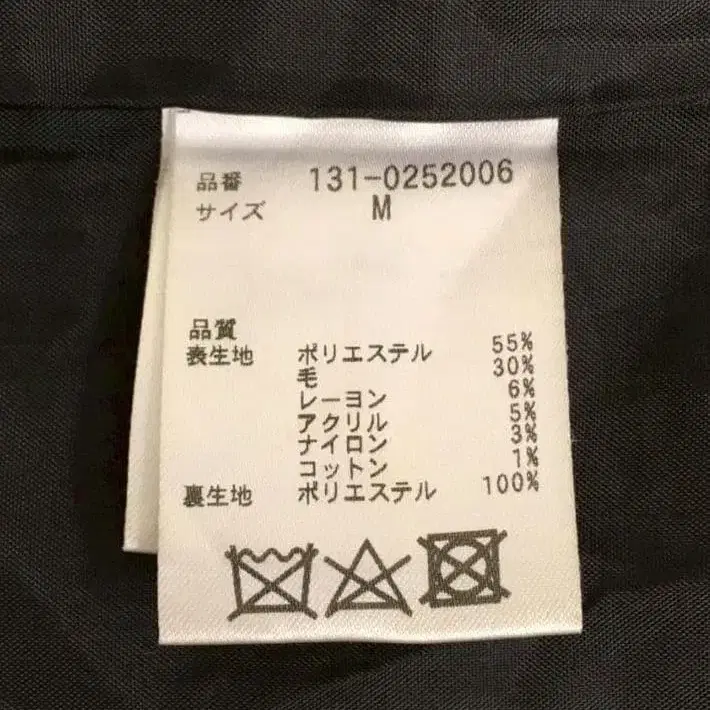 品番 131-0252006
サイズ M
品質
表生地 ポリエステル 55%
毛 30%
レーヨン 6%
アクリル 5%
ナイロン 3%
コットン 1%
裏生地 ポリエステル 100%